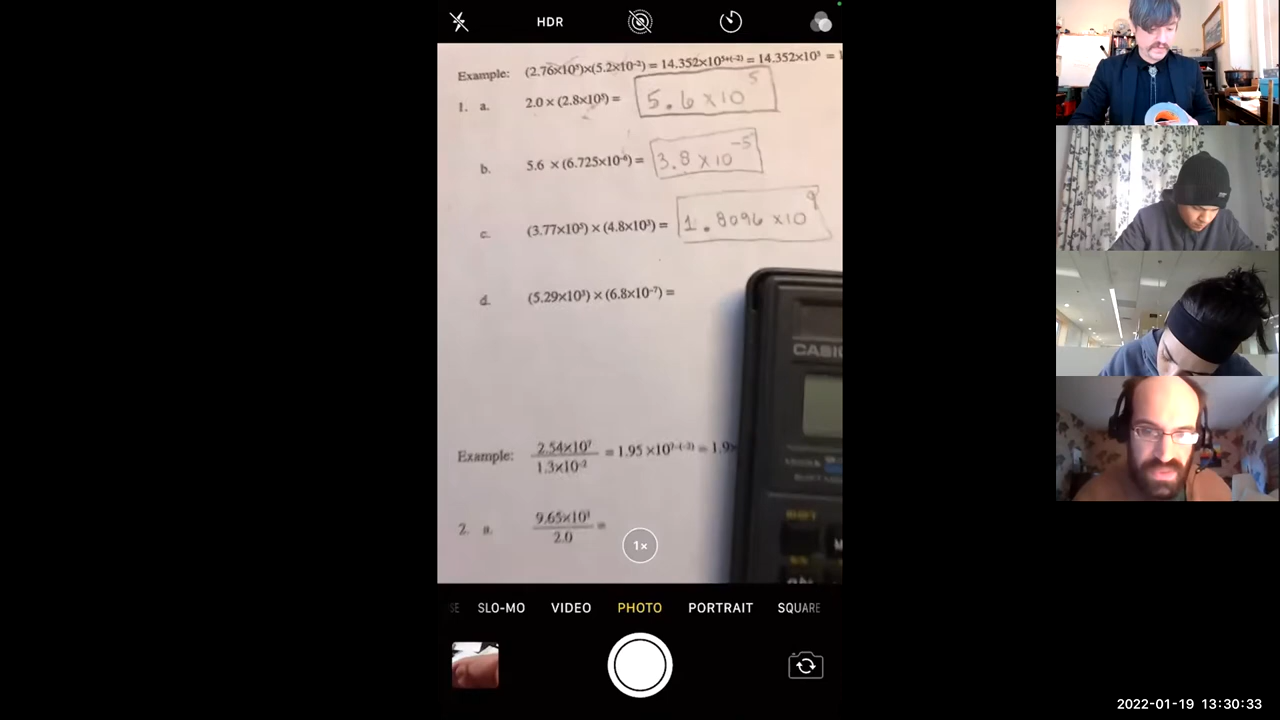 HDR
Example: (2.76×10⁵)×(5.2×10⁻²) = 14.352×10⁵⁺⁽⁻²⁾ = 14.352×10³ = 1
1. a. 2.0 × (2.8×10⁵) = 5.6 ×10⁵
b. 5.6 × (6.725×10⁻⁶) = 3.8 ×10⁻⁵
c. (3.77×10⁵) × (4.8×10³) = 1.8096 ×10⁹
d. (5.29×10³) × (6.8×10⁻⁷) =
CASI
Example: 2.54×10⁷
1.3×10⁻²
= 1.95 ×10⁷⁻⁽⁻²⁾ = 1.9
2. a. 9.65×10³
2.0
=
1×
SLO-MO VIDEO PHOTO PORTRAIT SQUARE
2022-01-19 13:30:33